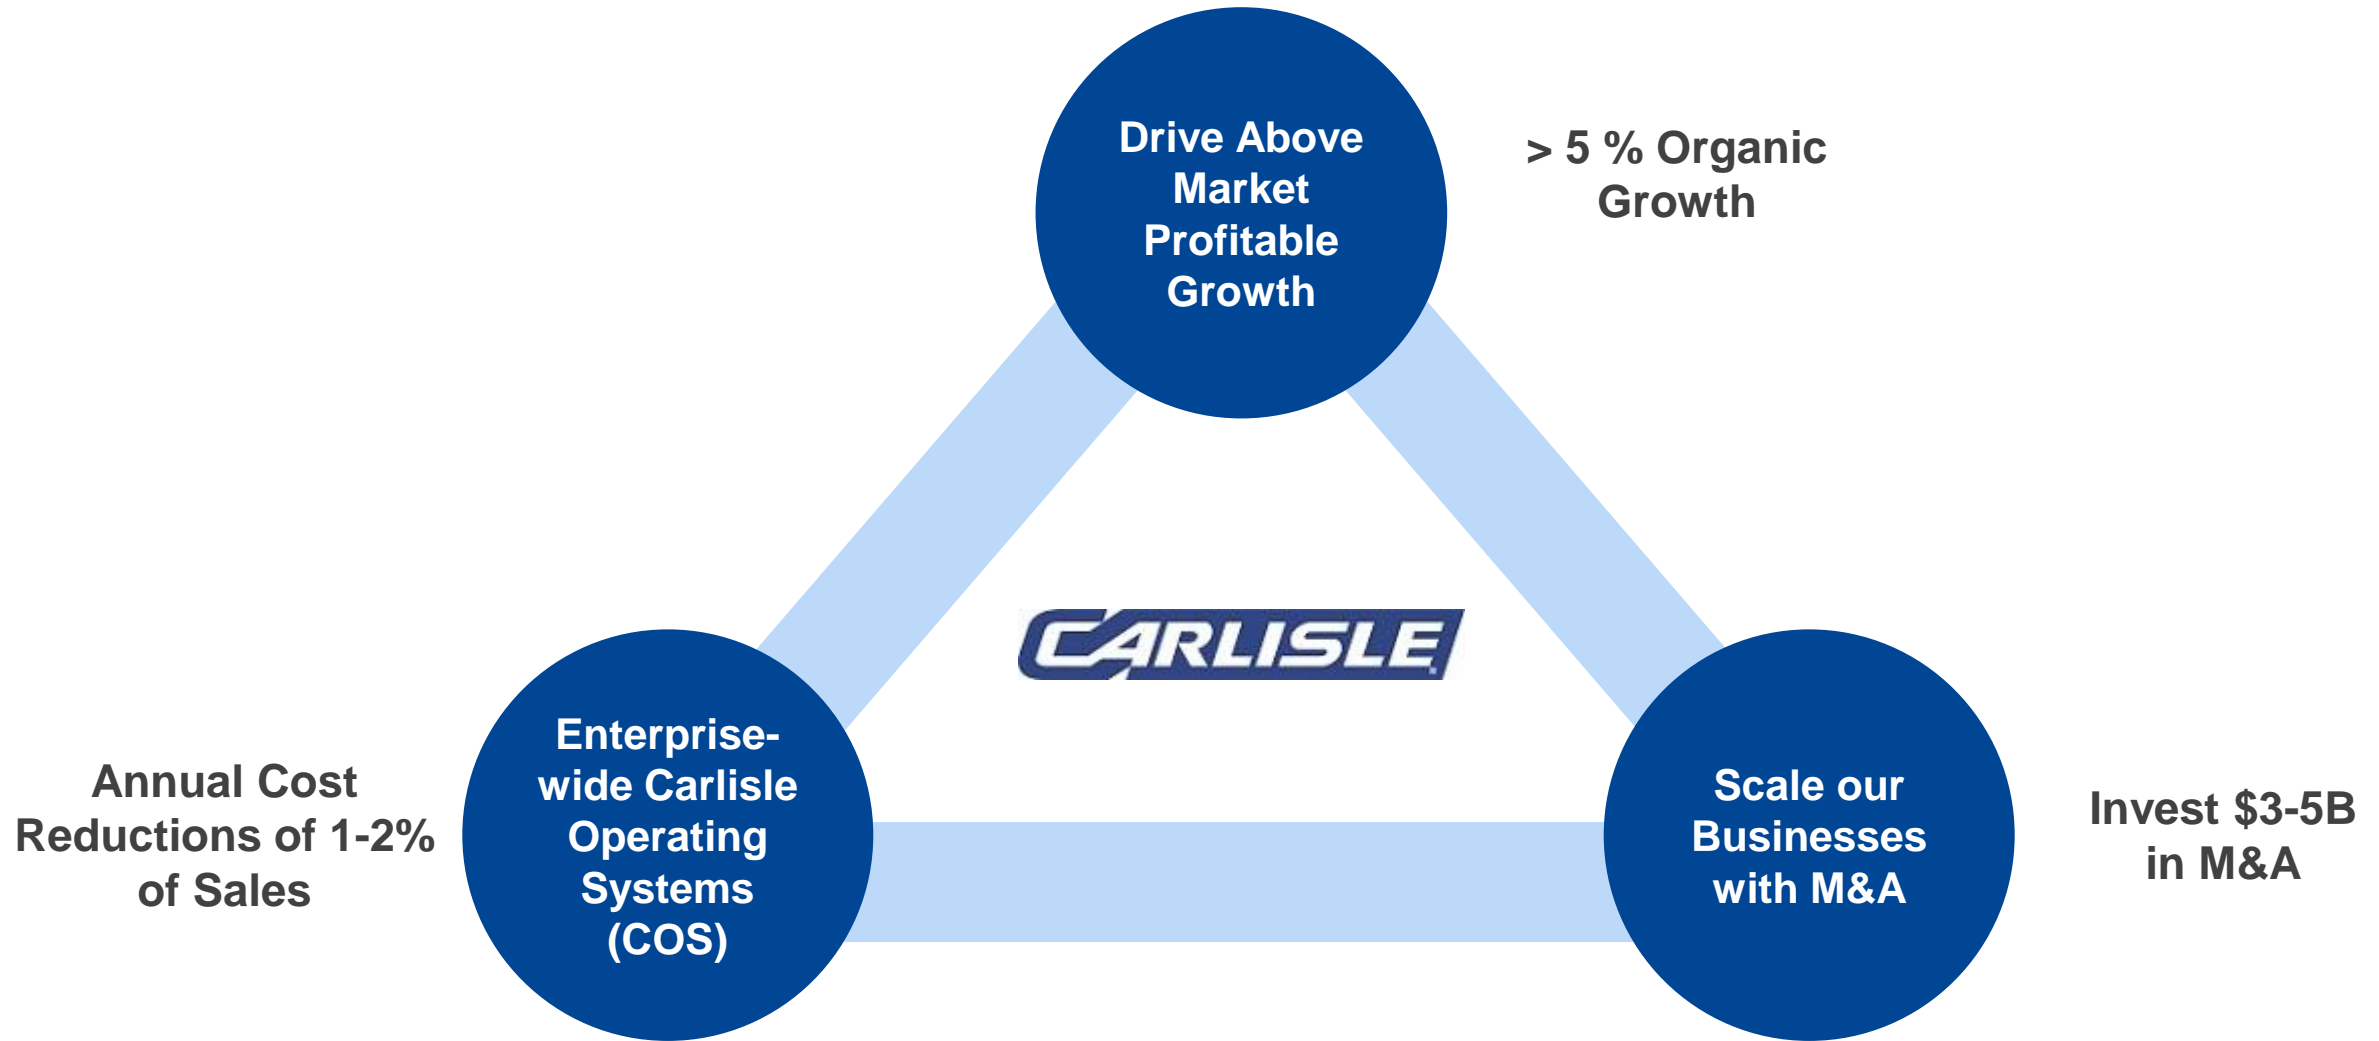 Drive Above
Market
Profitable
Growth
> 5 % Organic
Growth
CARLISLE
Annual Cost
Reductions of 1-2%
of Sales
Enterprise-
wide Carlisle
Operating
Systems
(COS)
Scale our
Businesses
with M&A
Invest $3-5B
in M&A